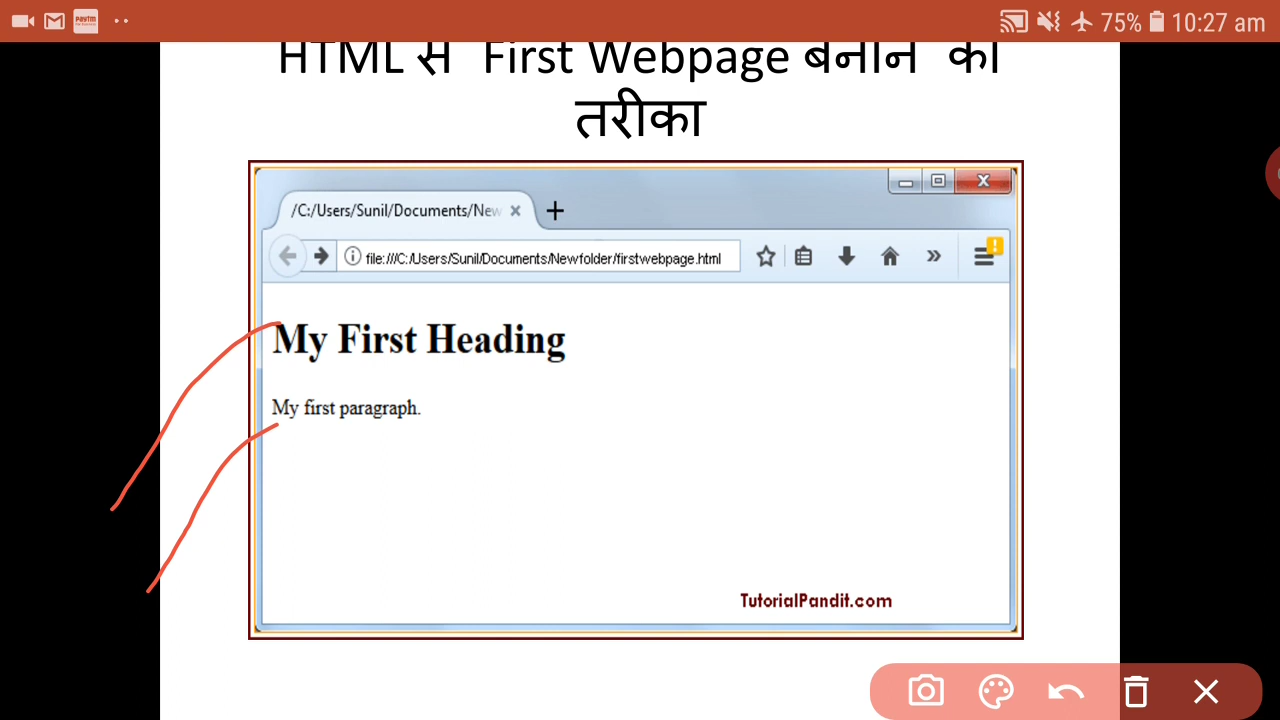 75% 10:27 am
HTML से First Webpage बनाने का
तरीका
/C:/Users/Sunil/Documents/New
file:///C:/Users/Sunil/Documents/Newfolder/firstwebpage.html
My First Heading
My first paragraph.
TutorialPandit.com